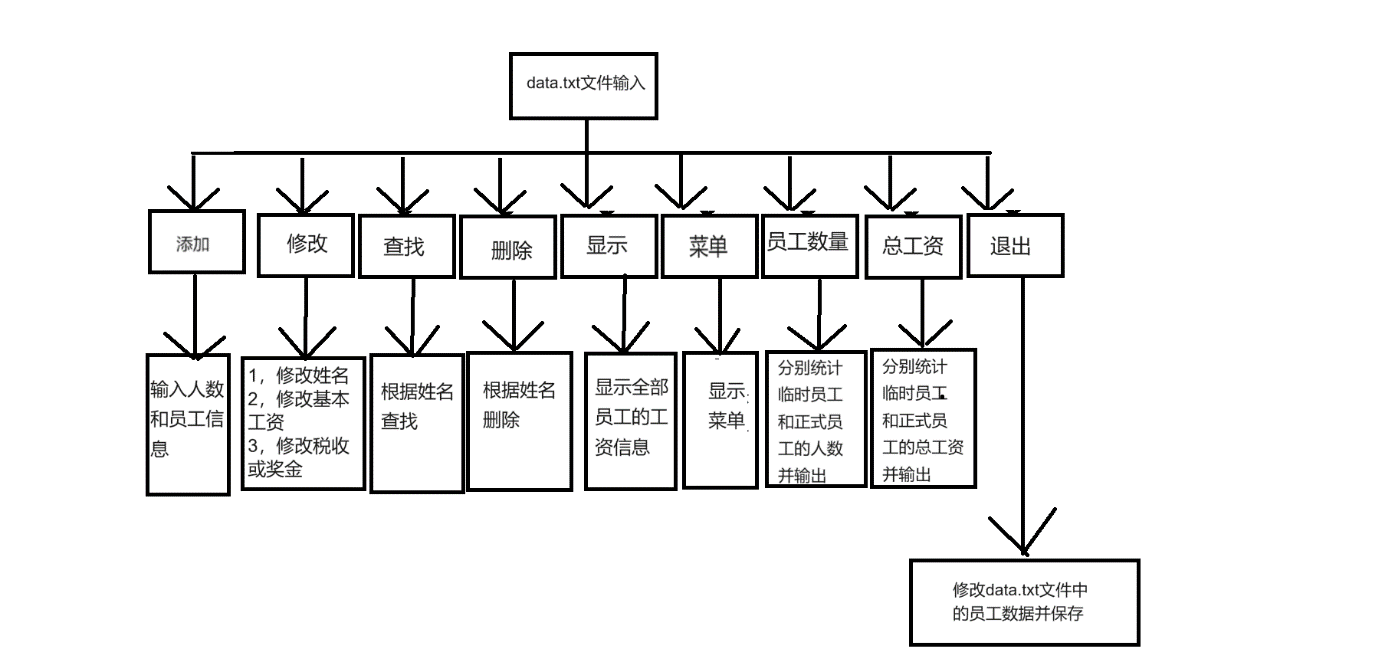 data.txt文件输入
添加
修改
查找
删除
显示
菜单
员工数量
总工资
退出
输入人数
和员工信
息
1，修改姓名
2，修改基本
工资
3，修改税收
或奖金
根据姓名
查找
根据姓名
删除
显示全部
员工的工
资信息
显示
菜单
分别统计
临时员工
和正式员
工的人数
并输出
分别统计
临时员工
和正式员
工的总工资
并输出
修改data.txt文件中
的员工数据并保存